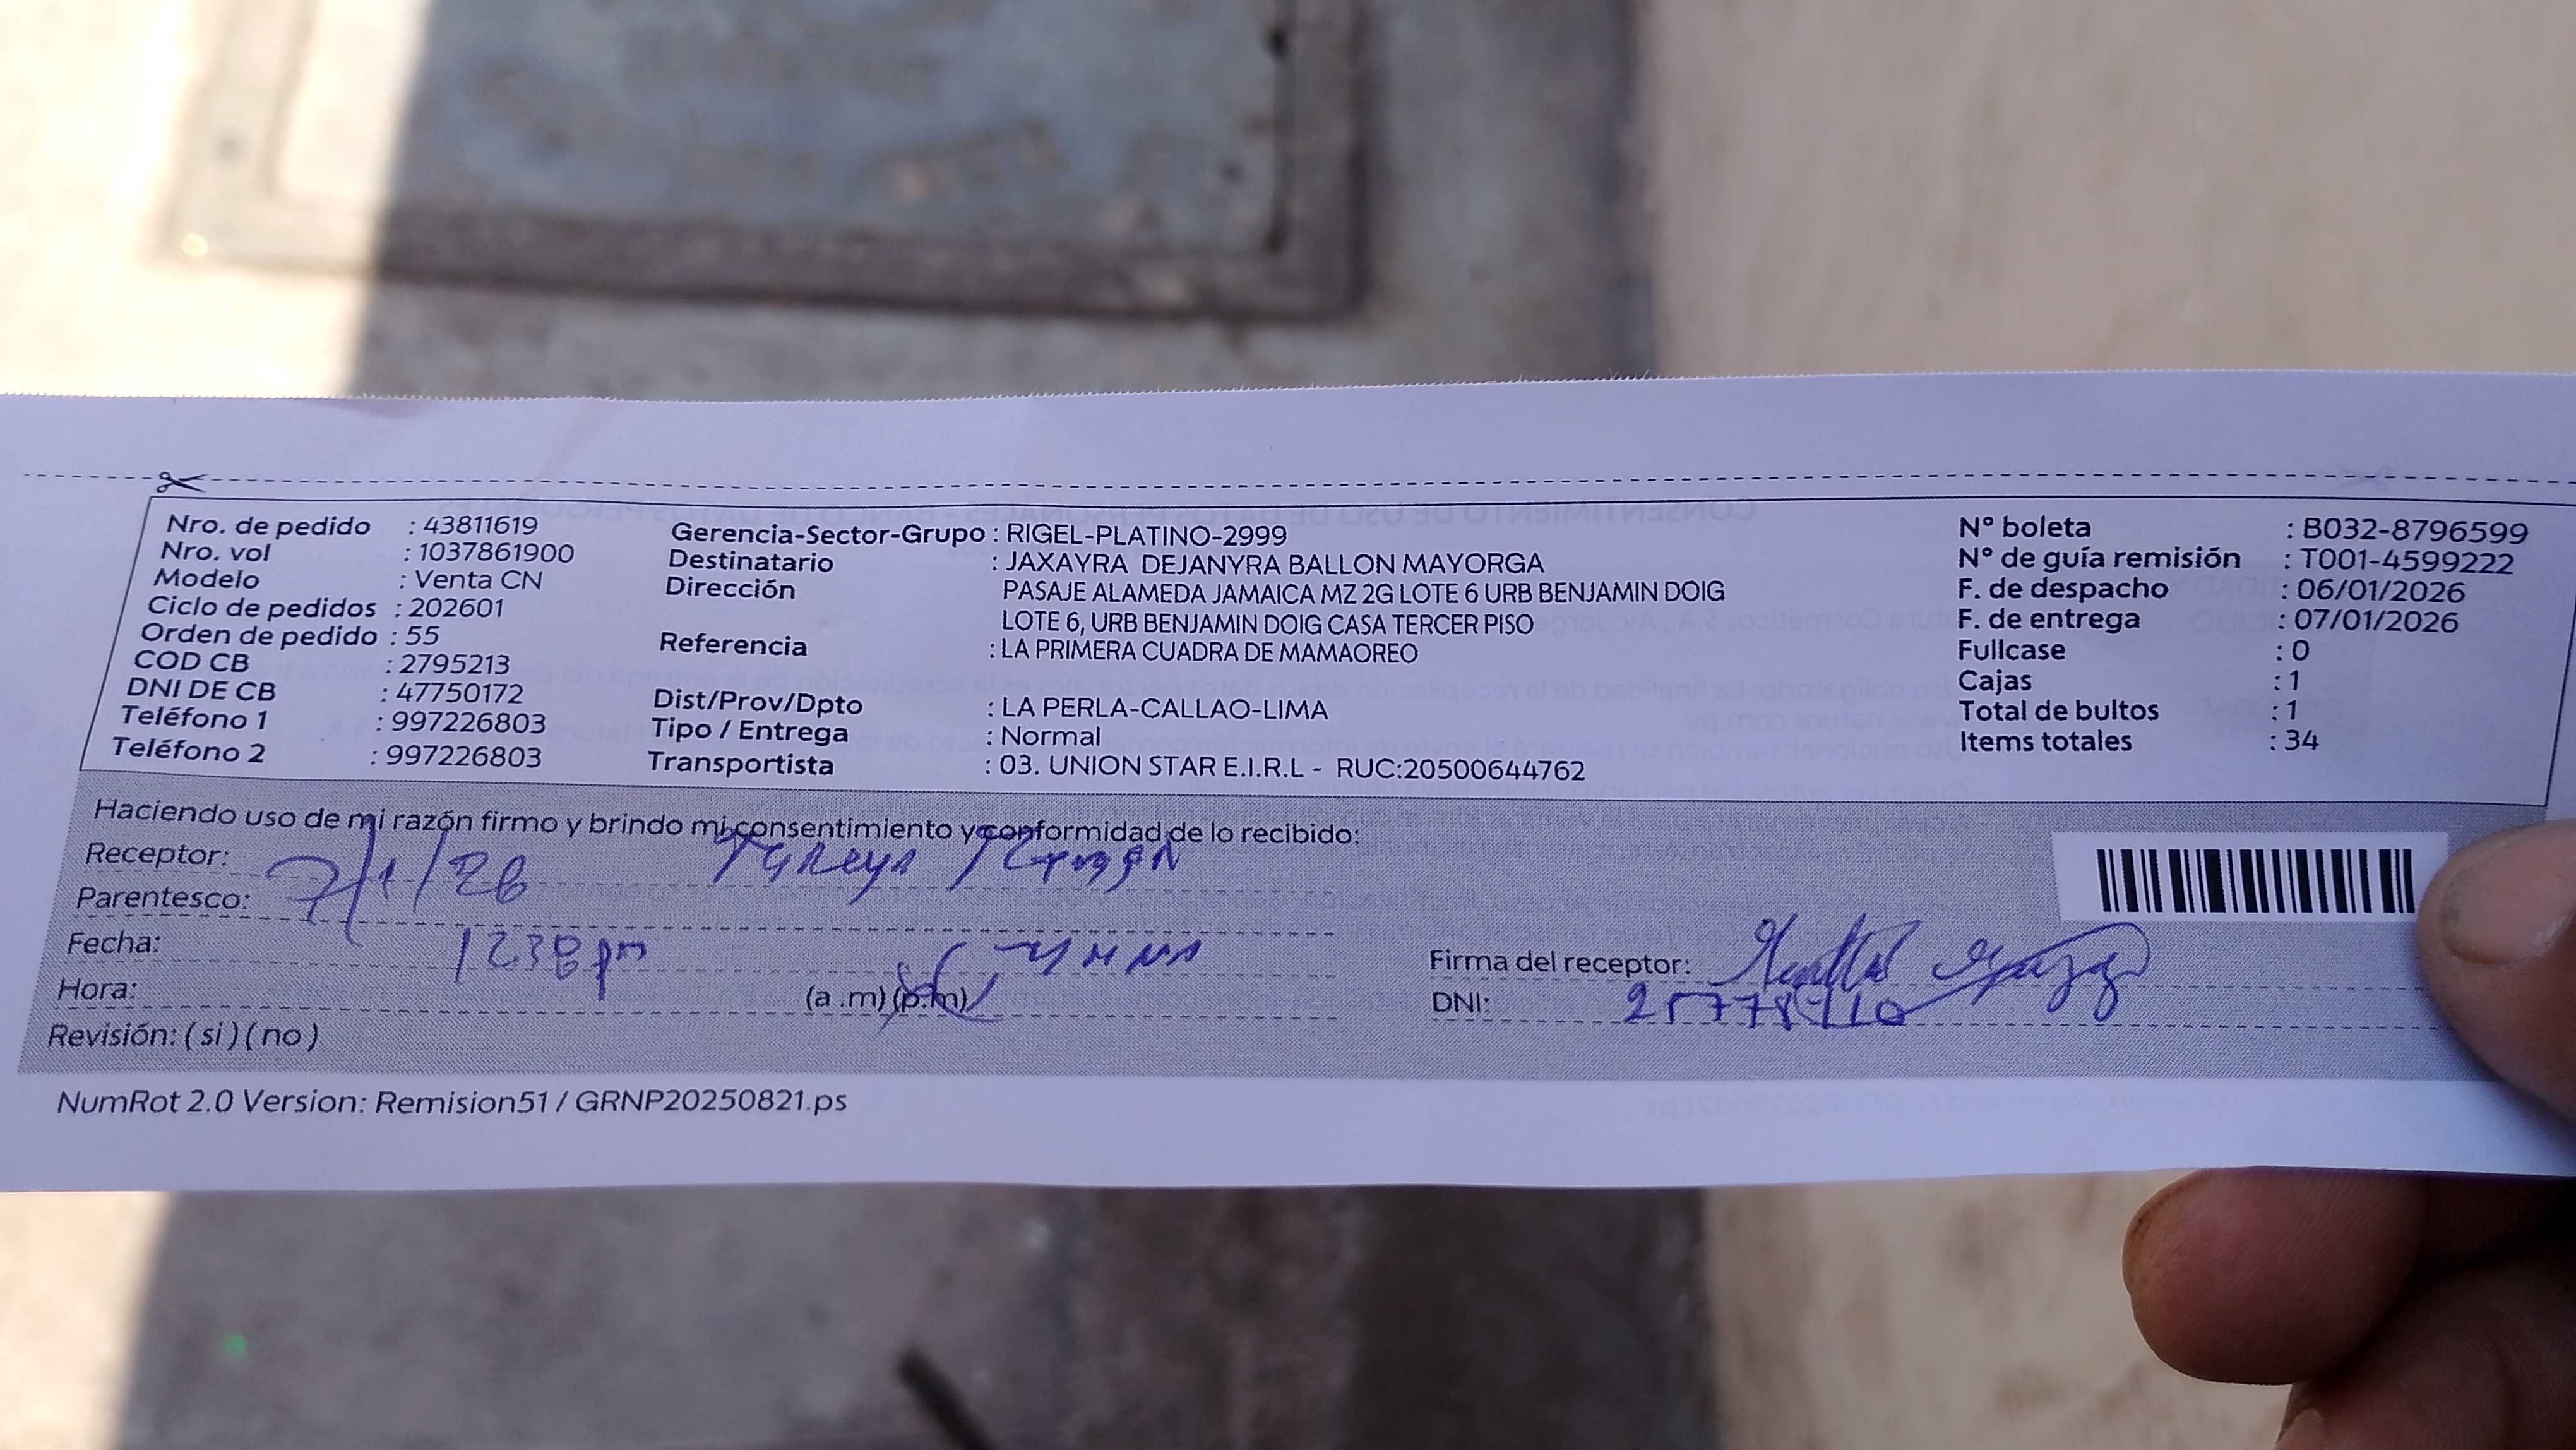 Nro. de pedido : 43811619
Nro. vol : 1037861900
Modelo : Venta CN
Ciclo de pedidos : 202601
Orden de pedido : 55
COD CB : 2795213
DNI DE CB : 47750172
Teléfono 1 : 997226803
Teléfono 2 : 997226803
Gerencia-Sector-Grupo : RIGEL-PLATINO-2999
Destinatario : JAXAYRA DEJANYRA BALLON MAYORGA
Dirección PASAJE ALAMEDA JAMAICA MZ 2G LOTE 6 URB BENJAMIN DOIG
LOTE 6, URB BENJAMIN DOIG CASA TERCER PISO
Referencia : LA PRIMERA CUADRA DE MAMAOREO
Dist/Prov/Dpto : LA PERLA-CALLAO-LIMA
Tipo / Entrega : Normal
Transportista : 03. UNION STAR E.I.R.L - RUC:20500644762
N° boleta : B032-8796599
N° de guía remisión : T001-4599222
F. de despacho : 06/01/2026
F. de entrega : 07/01/2026
Fullcase : 0
Cajas : 1
Total de bultos : 1
Items totales : 34
Haciendo uso de mi razón firmo y brindo mi consentimiento y conformidad de lo recibido:
Receptor:
Parentesco: 7/1/26
Fecha:
Hora: (a .m) (p.m)
Revisión: ( si ) ( no )
Firma del receptor:
DNI:
NumRot 2.0 Version: Remision51 / GRNP20250821.ps